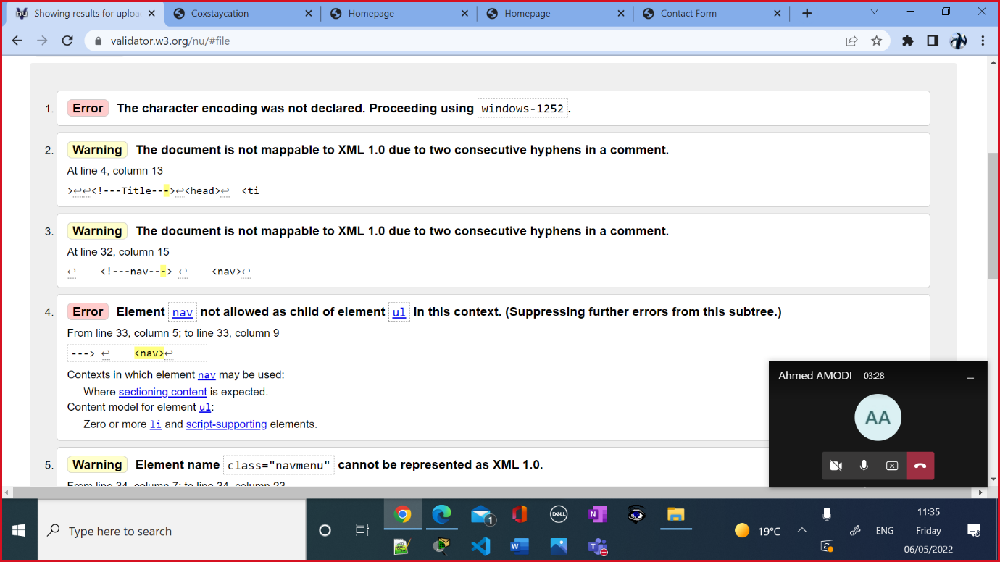 Showing results for uploa
Coxstaycation
Homepage
Homepage
Contact Form
validator.w3.org/nu/#file
1. Error The character encoding was not declared. Proceeding using windows-1252.
2. Warning The document is not mappable to XML 1.0 due to two consecutive hyphens in a comment.
At line 4, column 13
>↩↩<!---Title--->↩<head>↩ <ti
3. Warning The document is not mappable to XML 1.0 due to two consecutive hyphens in a comment.
At line 32, column 15
↩ <!---nav---> ↩ <nav>↩
4. Error Element nav not allowed as child of element ul in this context. (Suppressing further errors from this subtree.)
From line 33, column 5; to line 33, column 9
---> ↩ <nav>↩
Contexts in which element nav may be used:
Where sectioning content is expected.
Content model for element ul:
Zero or more li and script-supporting elements.
5. Warning Element name class="navmenu" cannot be represented as XML 1.0.
From line 34, column 7; to line 34, column 23
Ahmed AMODI 03:28
AA
Type here to search
1
DELL
19°C
ENG
11:35
Friday
06/05/2022